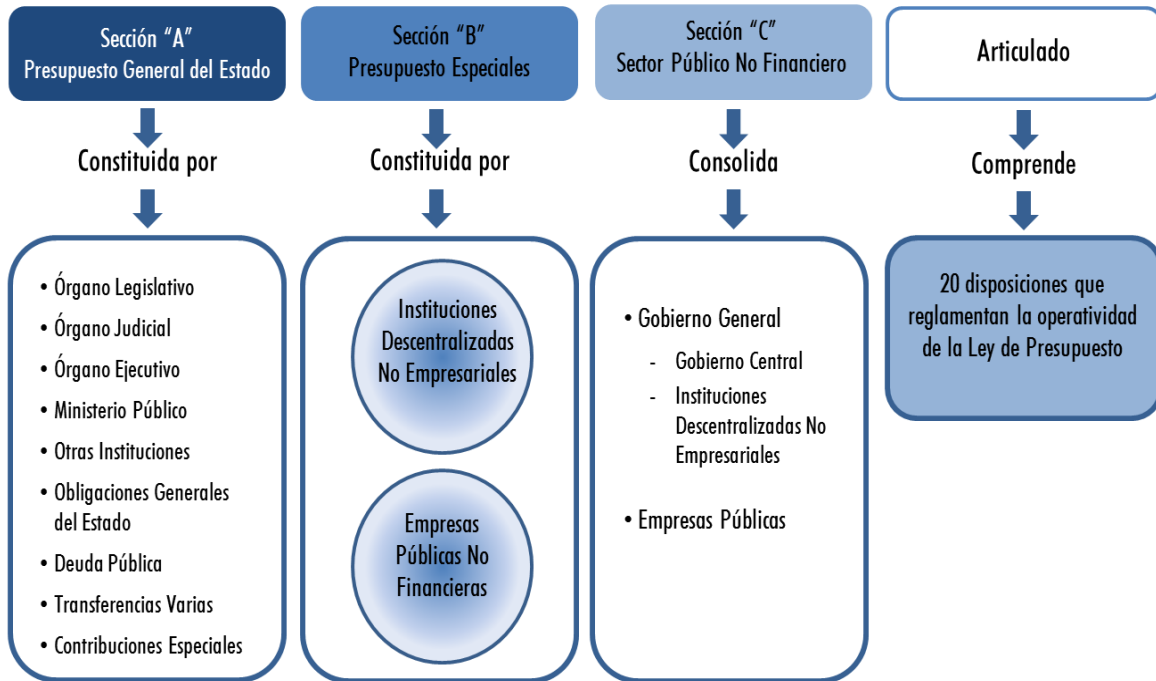 Sección "A"
Presupuesto General del Estado
Constituida por
• Órgano Legislativo
• Órgano Judicial
• Órgano Ejecutivo
• Ministerio Público
• Otras Instituciones
• Obligaciones Generales
del Estado
• Deuda Pública
• Transferencias Varias
• Contribuciones Especiales
Sección "B"
Presupuesto Especiales
Constituida por
Instituciones
Descentralizadas
No Empresariales
Empresas
Públicas No
Financieras
Sección "C"
Sector Público No Financiero
Consolida
• Gobierno General
- Gobierno Central
- Instituciones
Descentralizadas No
Empresariales
• Empresas Públicas
Articulado
Comprende
20 disposiciones que
reglamentan la operatividad
de la Ley de Presupuesto